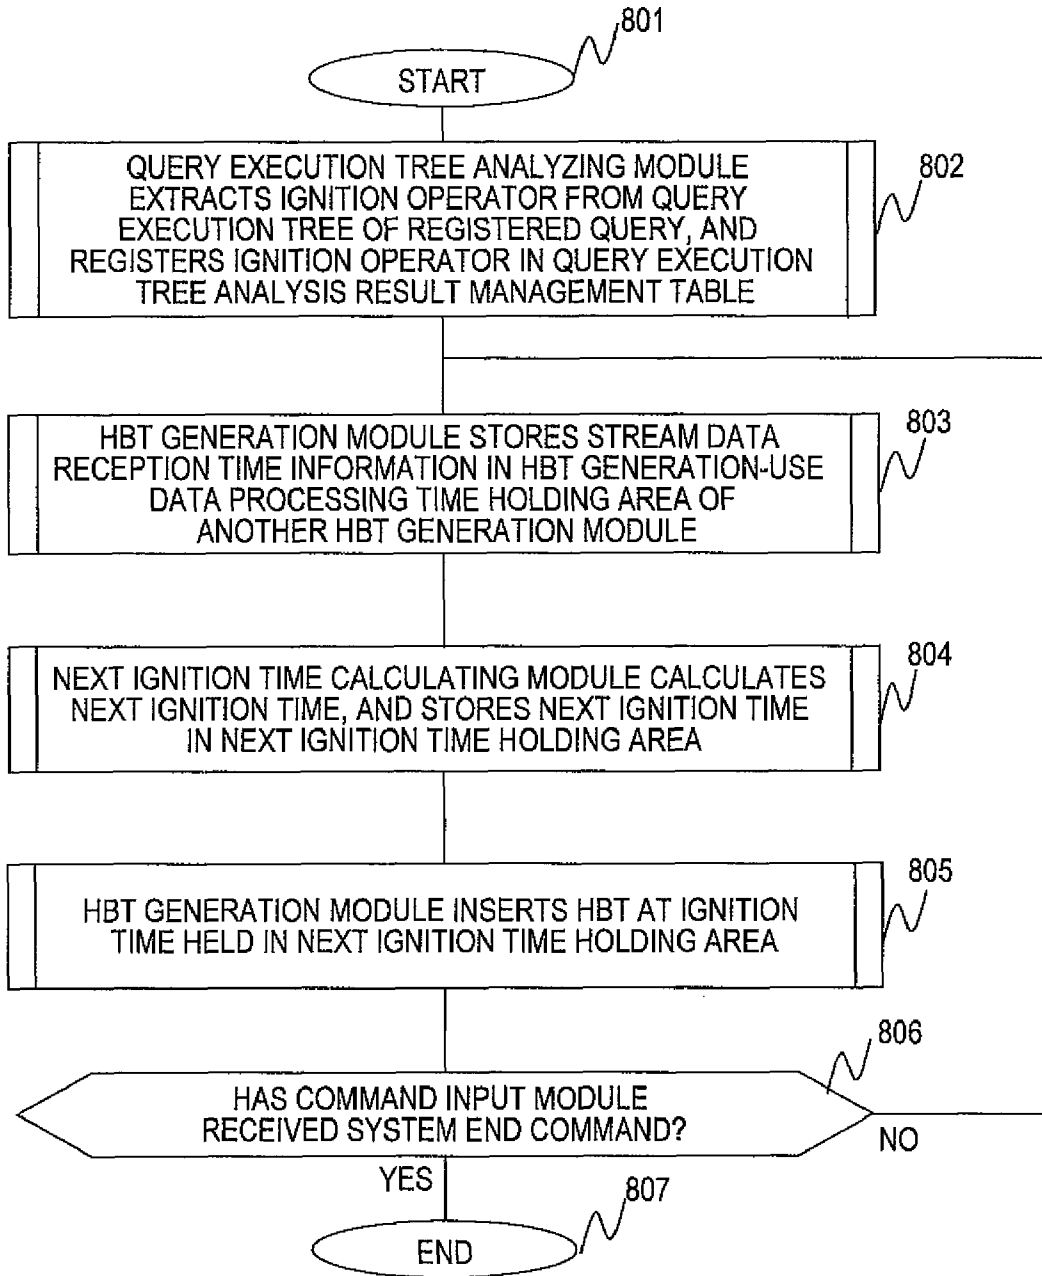 801
START
QUERY EXECUTION TREE ANALYZING MODULE
EXTRACTS IGNITION OPERATOR FROM QUERY
EXECUTION TREE OF REGISTERED QUERY, AND
REGISTERS IGNITION OPERATOR IN QUERY EXECUTION
TREE ANALYSIS RESULT MANAGEMENT TABLE
802
HBT GENERATION MODULE STORES STREAM DATA
RECEPTION TIME INFORMATION IN HBT GENERATION-USE
DATA PROCESSING TIME HOLDING AREA OF
ANOTHER HBT GENERATION MODULE
803
NEXT IGNITION TIME CALCULATING MODULE CALCULATES
NEXT IGNITION TIME, AND STORES NEXT IGNITION TIME
IN NEXT IGNITION TIME HOLDING AREA
804
HBT GENERATION MODULE INSERTS HBT AT IGNITION
TIME HELD IN NEXT IGNITION TIME HOLDING AREA
805
806
HAS COMMAND INPUT MODULE
RECEIVED SYSTEM END COMMAND?
NO
YES
807
END